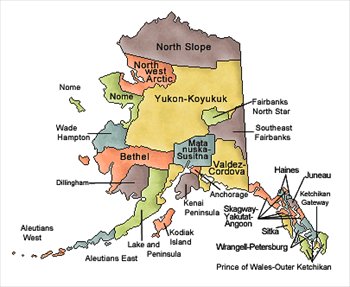 North Slope
North
west
Arctic
Nome
Nome
Yukon-Koyukuk
Fairbanks
North Star
Wade
Hampton
Southeast
Fairbanks
Mata
nuska-
Susitna
Bethel
Valdez-
Cordova
Dillingham
Anchorage
Kenai
Peninsula
Haines
Juneau
Ketchikan
Gateway
Skagway-
Yakutat-
Angoon
Sitka
Wrangell-Petersburg
Prince of Wales-Outer Ketchikan
Kodiak
Island
Lake and
Peninsula
Aleutians East
Aleutians
West